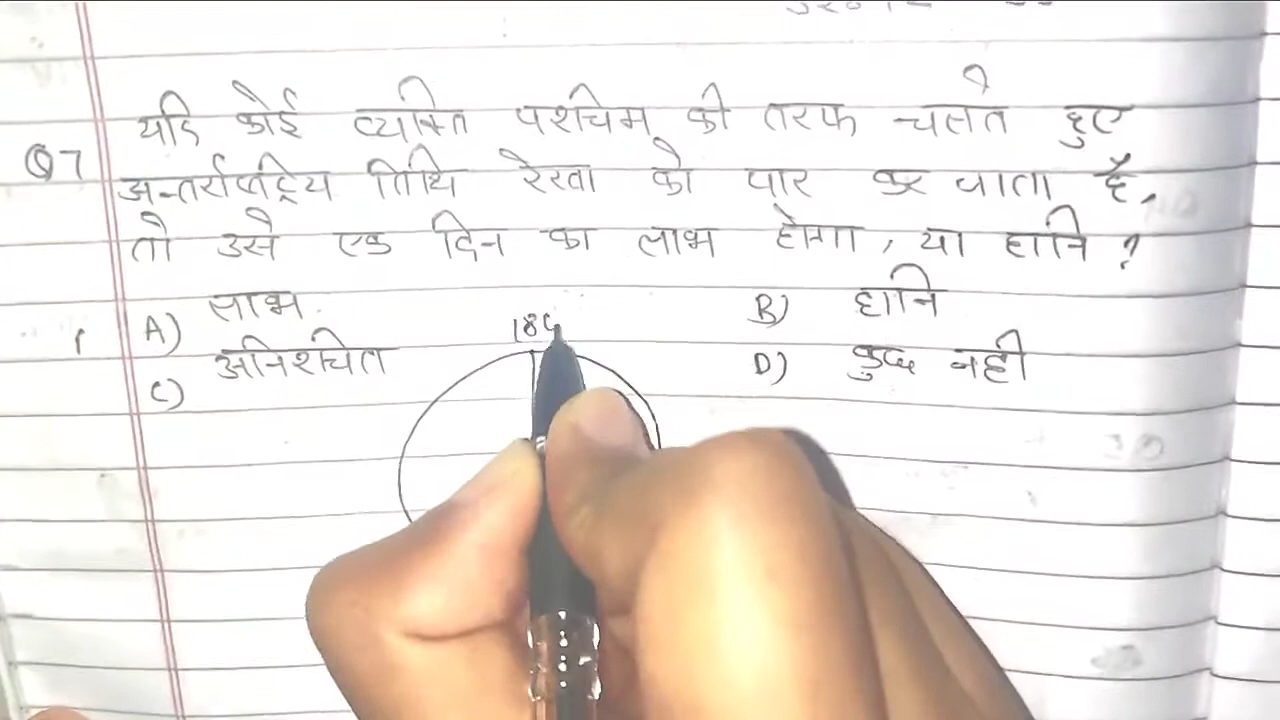 यदि कोई व्यक्ति पश्चिम की तरफ चलते हुए
Q7 अन्तर्राष्ट्रिय तिथि रेखा को पार कर जाता है,
तो उसे एक दिन का लाभ होगा, या हानि ?
A) लाभ. B) हानि
C) अनिश्चित D) कुछ नही
180